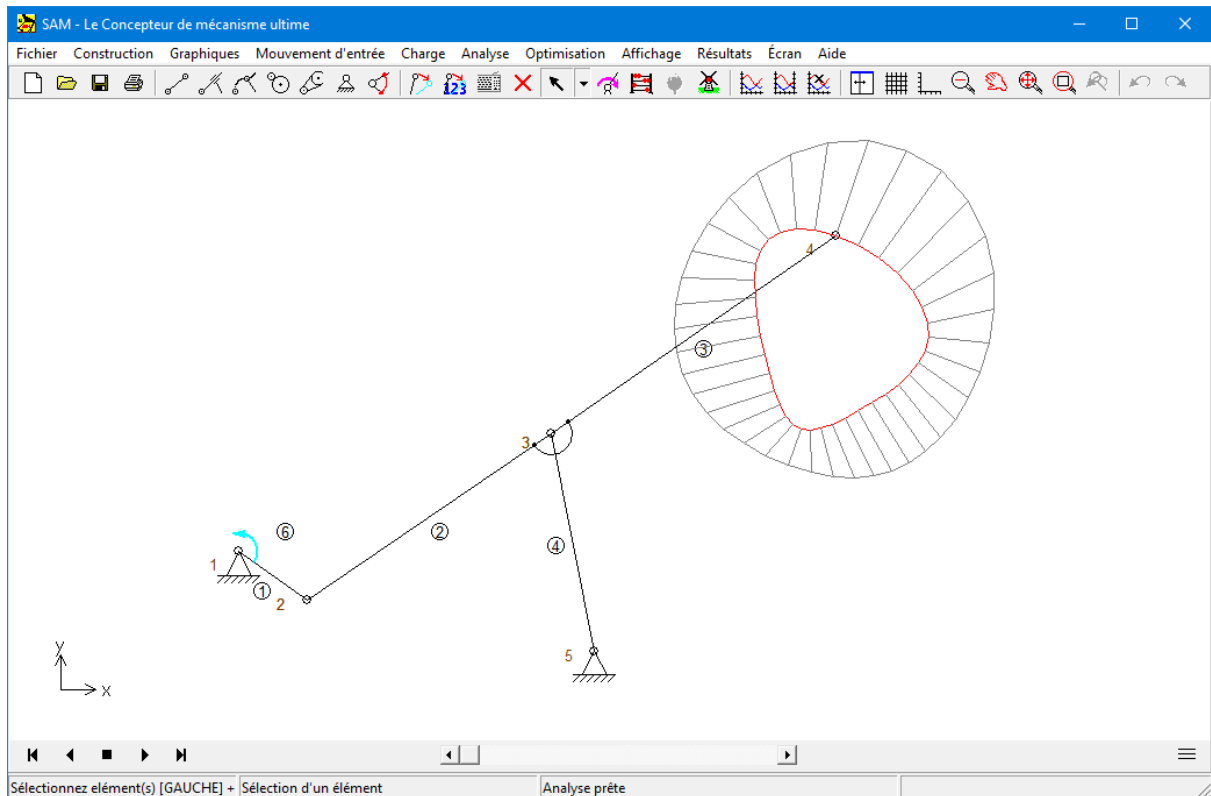 SAM - Le Concepteur de mécanisme ultime
Fichier Construction Graphiques Mouvement d'entrée Charge Analyse Optimisation Affichage Résultats Écran Aide
123
4
3
3
2
6
4
1
1
2
5
y
x
Sélectionnez elément(s) [GAUCHE] + Sélection d'un élément Analyse prête